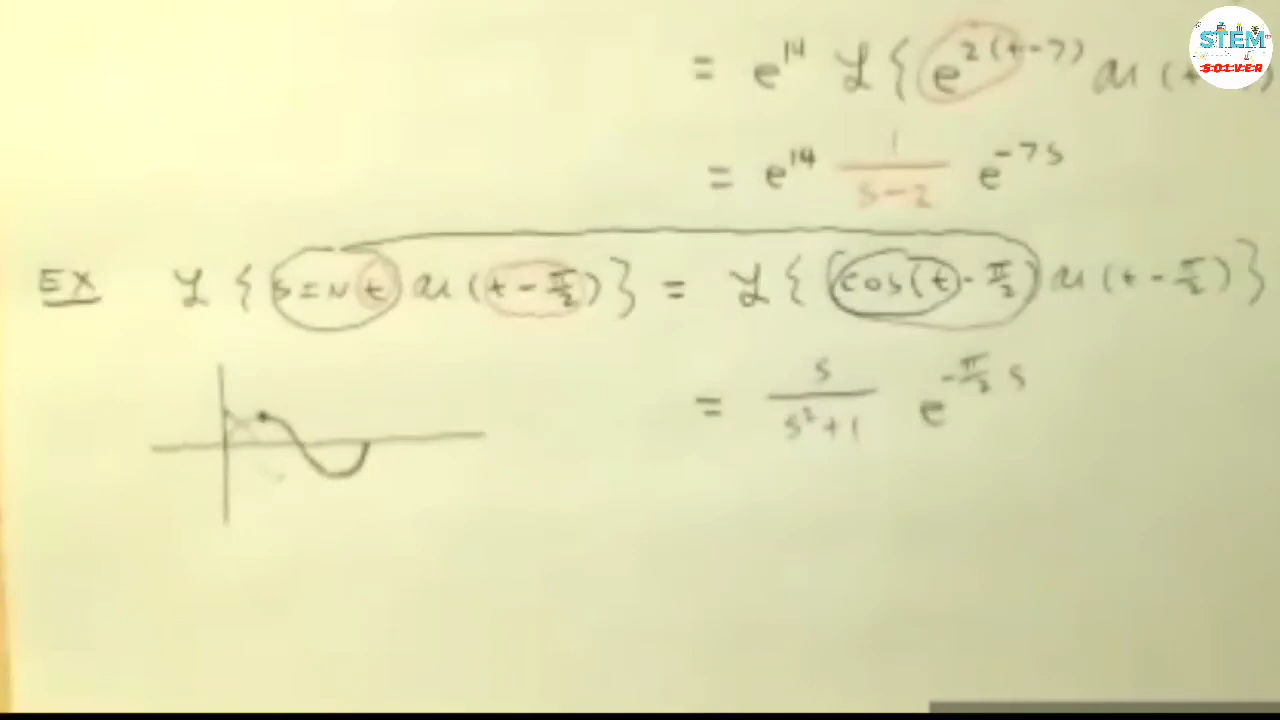 STEM
SOLVER
= e^14 ℒ{e^2(t-7) u(t
= e^14 1/(s-2) e^-7s
EX ℒ{sin t u(t - π/2)} = ℒ{cos(t - π/2) u(t - π/2)}
= s/(s²+1) e^-π/2 s